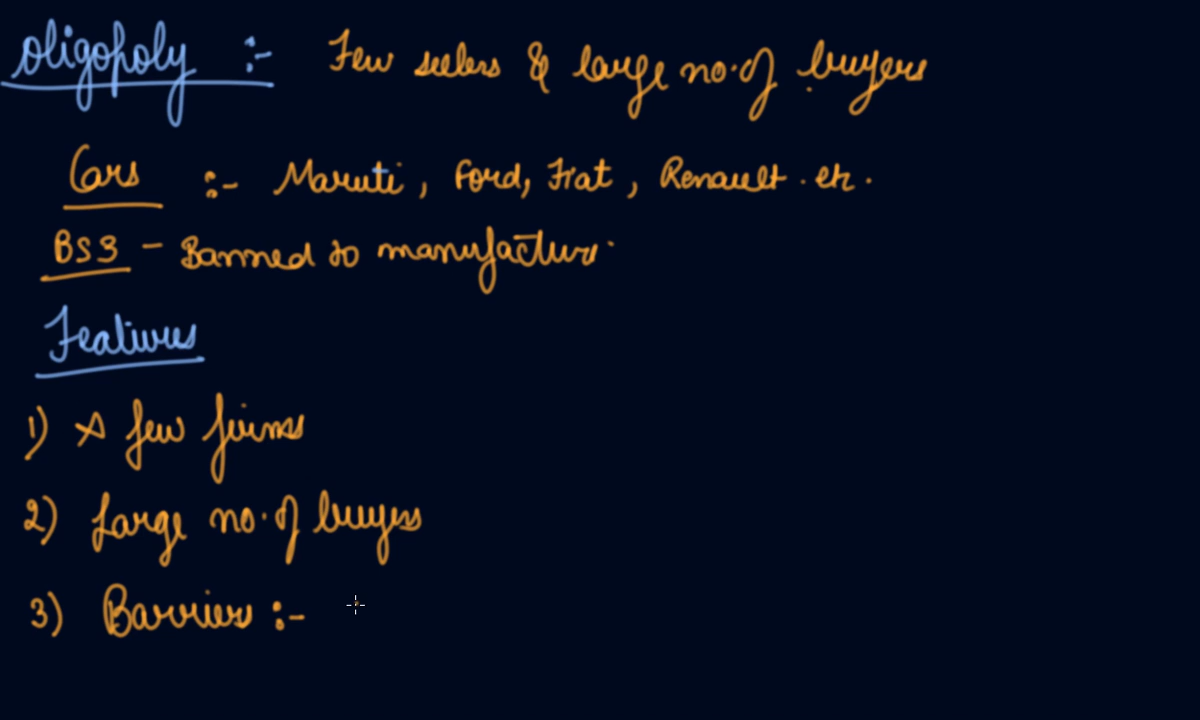 Oligopoly :- Few sellers & large no. of buyers
Cars :- Maruti, Ford, Fiat, Renault. etc.
BS3 - Banned to manufacture.
Features
1) A few firms
2) Large no. of buyers
3) Barriers :-